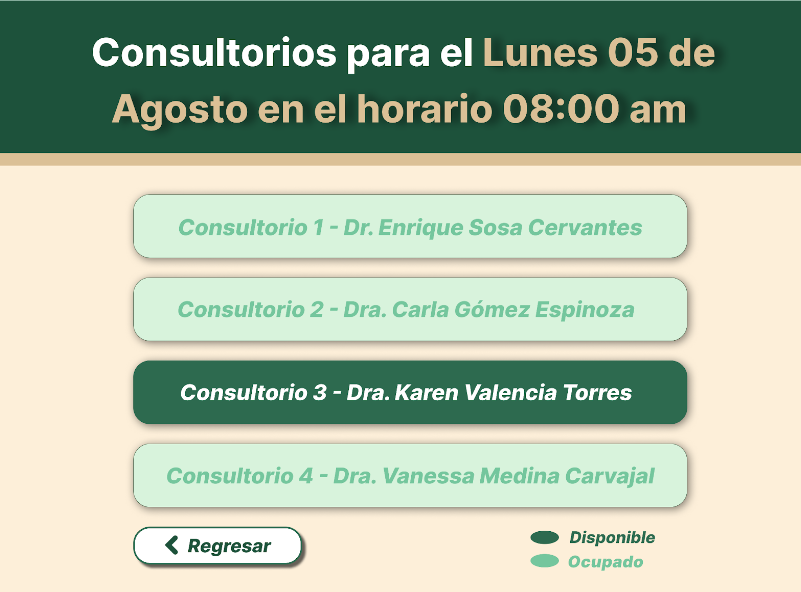 Consultorios para el Lunes 05 de
Agosto en el horario 08:00 am
Consultorio 1 - Dr. Enrique Sosa Cervantes
Consultorio 2 - Dra. Carla Gómez Espinoza
Consultorio 3 - Dra. Karen Valencia Torres
Consultorio 4 - Dra. Vanessa Medina Carvajal
Regresar
Disponible
Ocupado